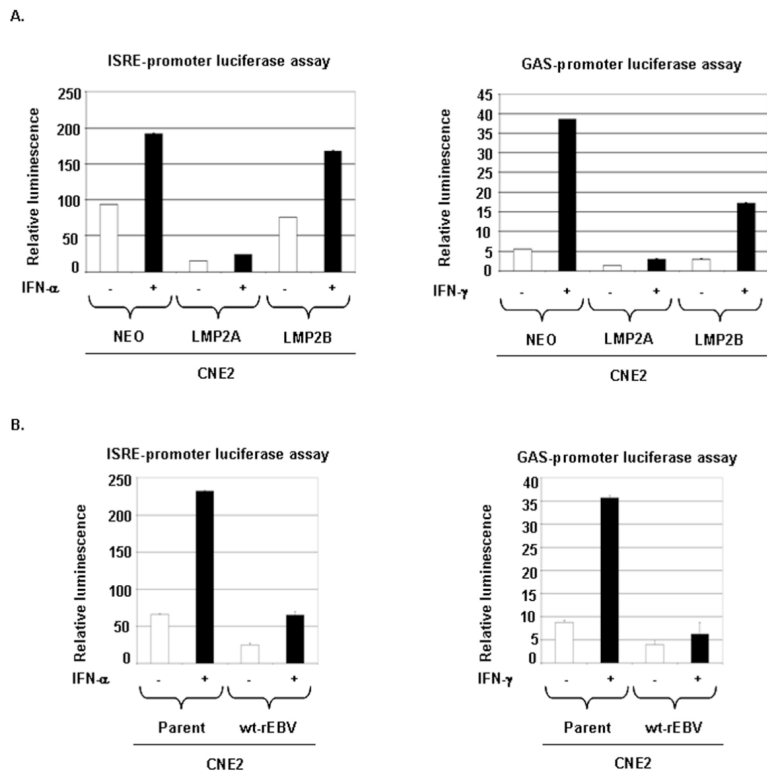 A.
ISRE-promoter luciferase assay
Relative luminescence
250
200
150
100
50
0
IFN-α
- + - + - +
NEO LMP2A LMP2B
CNE2
GAS-promoter luciferase assay
Relative luminescence
45
40
35
30
25
20
15
10
5
0
IFN-γ
- + - + - +
NEO LMP2A LMP2B
CNE2
B.
ISRE-promoter luciferase assay
Relative luminescence
250
250
150
100
50
0
IFN-α
- + - +
Parent wt-rEBV
CNE2
GAS-promoter luciferase assay
Relative luminescence
40
35
30
25
20
15
10
5
0
IFN-γ
- + - +
Parent wt-rEBV
CNE2